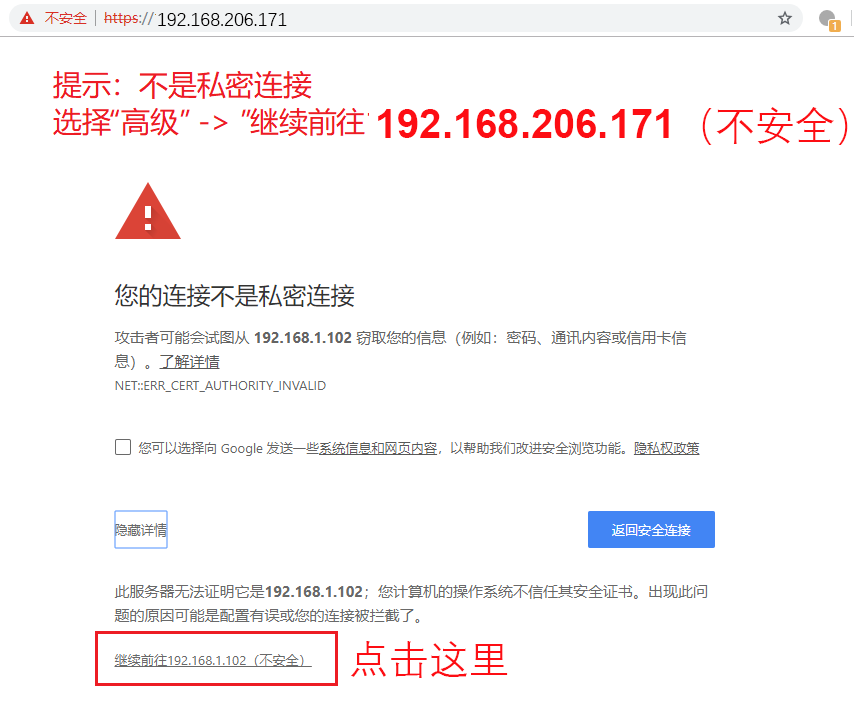 不安全 | https:// 192.168.206.171
1
提示：不是私密连接
选择“高级” -> “继续前往 192.168.206.171（不安全）
您的连接不是私密连接
攻击者可能会试图从 192.168.1.102 窃取您的信息（例如：密码、通讯内容或信用卡信
息）。了解详情
NET::ERR_CERT_AUTHORITY_INVALID
您可以选择向 Google 发送一些系统信息和网页内容，以帮助我们改进安全浏览功能。隐私权政策
隐藏详情
返回安全连接
此服务器无法证明它是192.168.1.102；您计算机的操作系统不信任其安全证书。出现此问
题的原因可能是配置有误或您的连接被拦截了。
继续前往192.168.1.102（不安全）
点击这里